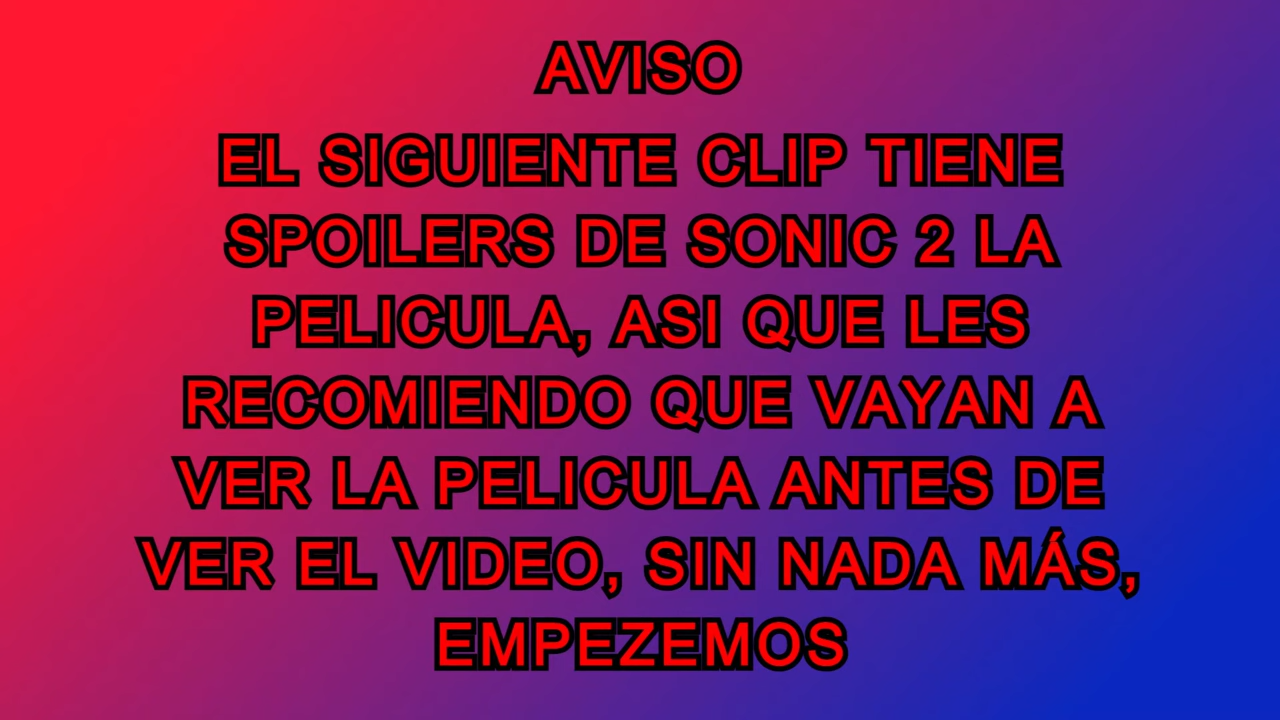 AVISO
EL SIGUIENTE CLIP TIENE
SPOILERS DE SONIC 2 LA
PELICULA, ASI QUE LES
RECOMIENDO QUE VAYAN A
VER LA PELICULA ANTES DE
VER EL VIDEO, SIN NADA MÁS,
EMPEZEMOS